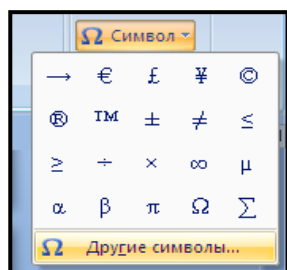 Ω Символ
→ € £ ¥ ©
® ™ ± ≠ ≤
≥ ÷ × ∞ µ
α β π Ω ∑
Ω Другие символы...